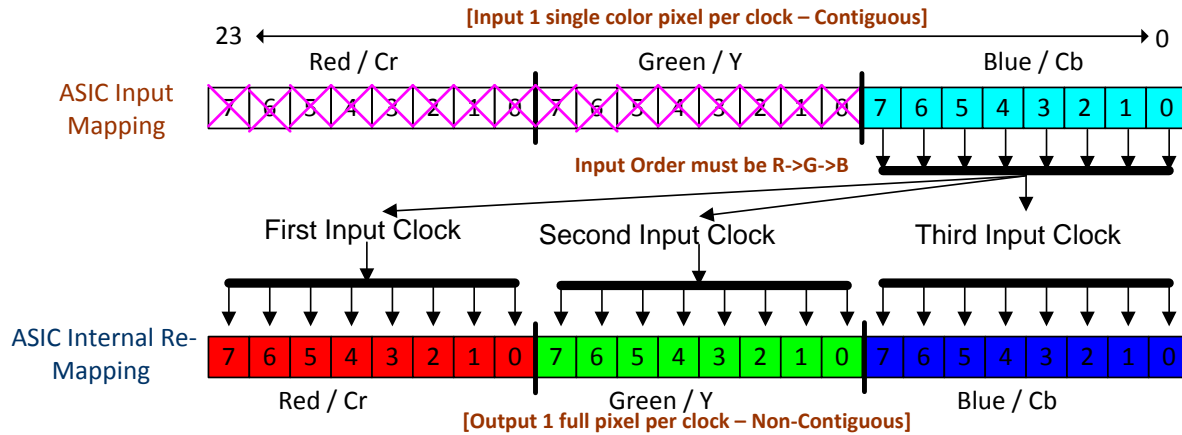 [Input 1 single color pixel per clock – Contiguous]
23 0
Red / Cr Green / Y Blue / Cb
ASIC Input
Mapping
7 6 5 4 3 2 1 0 7 6 5 4 3 2 1 0 7 6 5 4 3 2 1 0
Input Order must be R->G->B
First Input Clock Second Input Clock Third Input Clock
ASIC Internal Re-
Mapping
7 6 5 4 3 2 1 0 7 6 5 4 3 2 1 0 7 6 5 4 3 2 1 0
Red / Cr Green / Y Blue / Cb
[Output 1 full pixel per clock – Non-Contiguous]